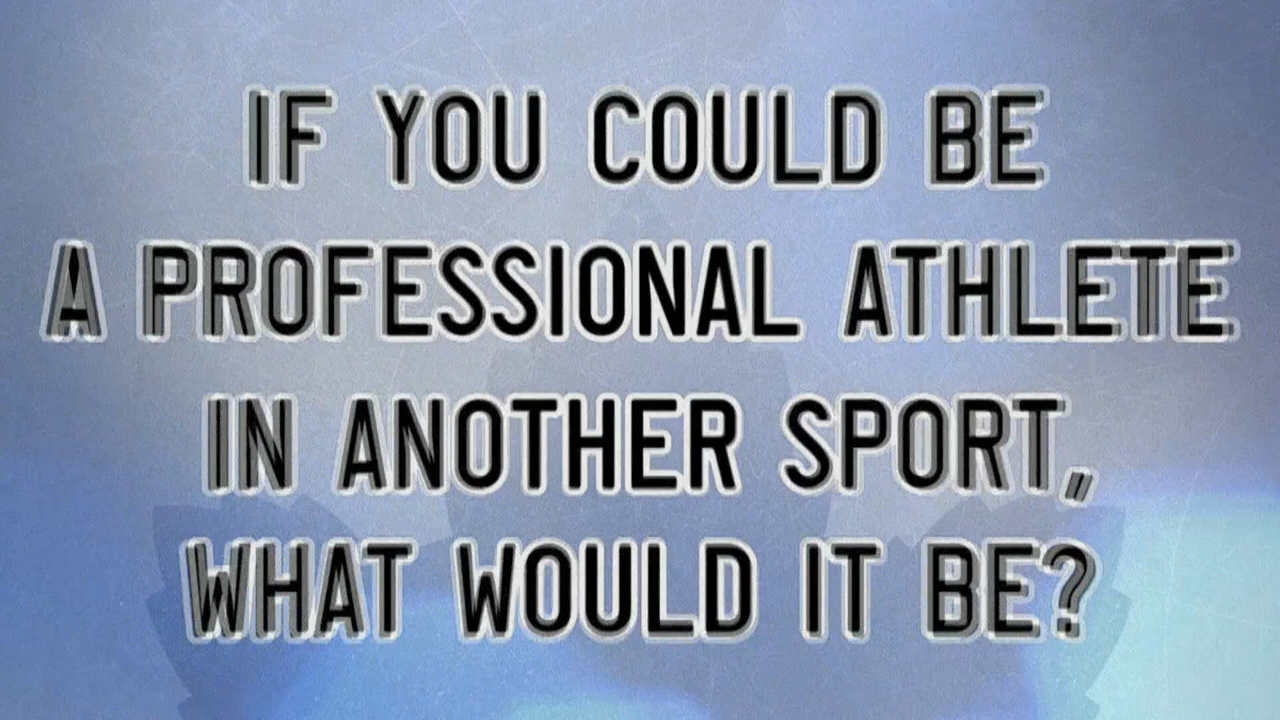 IF YOU COULD BE
A PROFESSIONAL ATHLETE
IN ANOTHER SPORT,
WHAT WOULD IT BE?